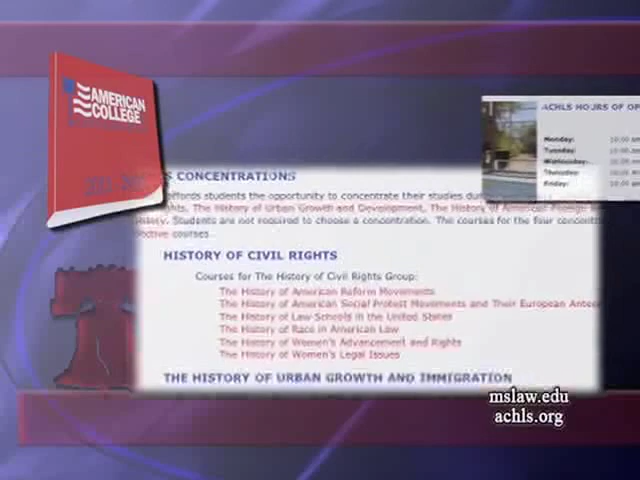 AMERICAN
COLLEGE
ACHLS HOURS OF OP
Monday:
Tuesday:
Wednesday:
Thursday:
Friday:
S CONCENTRATIONS
affords students the opportunity to concentrate their studies
The History of Urban Growth and Development, The History of American Foreign
History. Students are not required to choose a concentration. The courses for the four
elective courses
HISTORY OF CIVIL RIGHTS
Courses for The History of Civil Rights Group:
The History of American Reform Movements
The History of American Social Protest Movements and Their European
The History of Law Schools in the United States
The History of Race in American Law
The History of Women's Advancement and Rights
The History of Women's Legal Issues
THE HISTORY OF URBAN GROWTH AND IMMIGRATION
mslaw.edu
achls.org